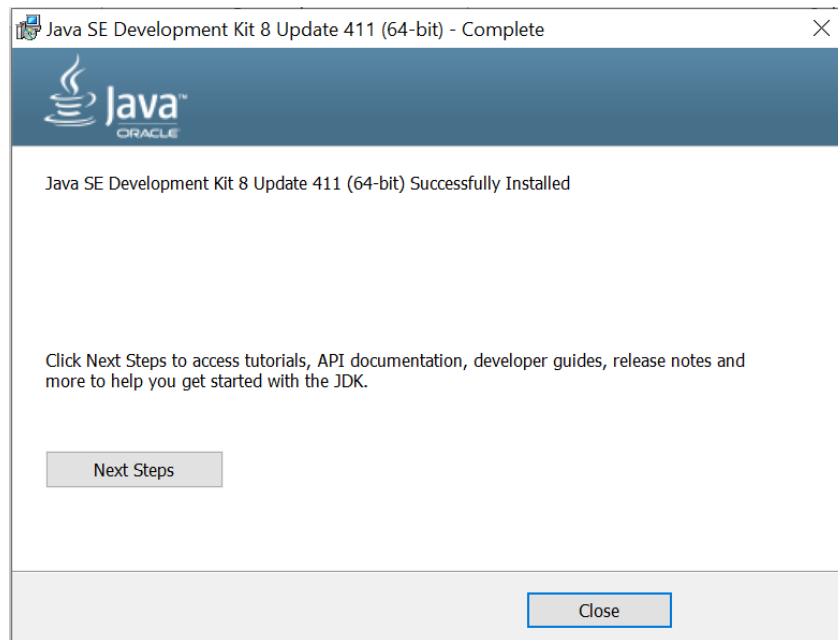 Java SE Development Kit 8 Update 411 (64-bit) - Complete
Java™
ORACLE
Java SE Development Kit 8 Update 411 (64-bit) Successfully Installed
Click Next Steps to access tutorials, API documentation, developer guides, release notes and
more to help you get started with the JDK.
Next Steps
Close